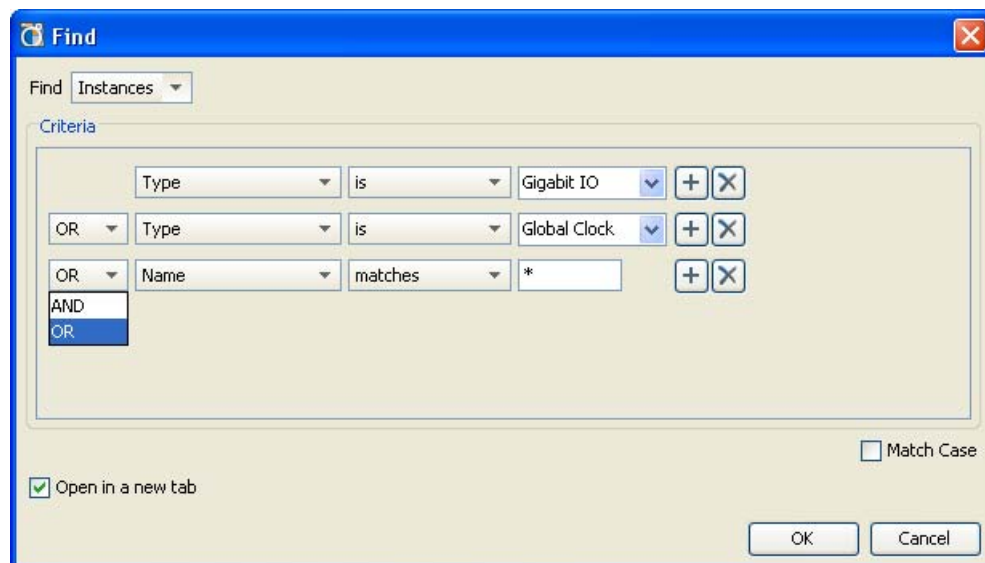 Find
Find Instances
Criteria
Type is Gigabit IO
OR Type is Global Clock
OR Name matches *
AND
OR
Match Case
Open in a new tab
OK Cancel